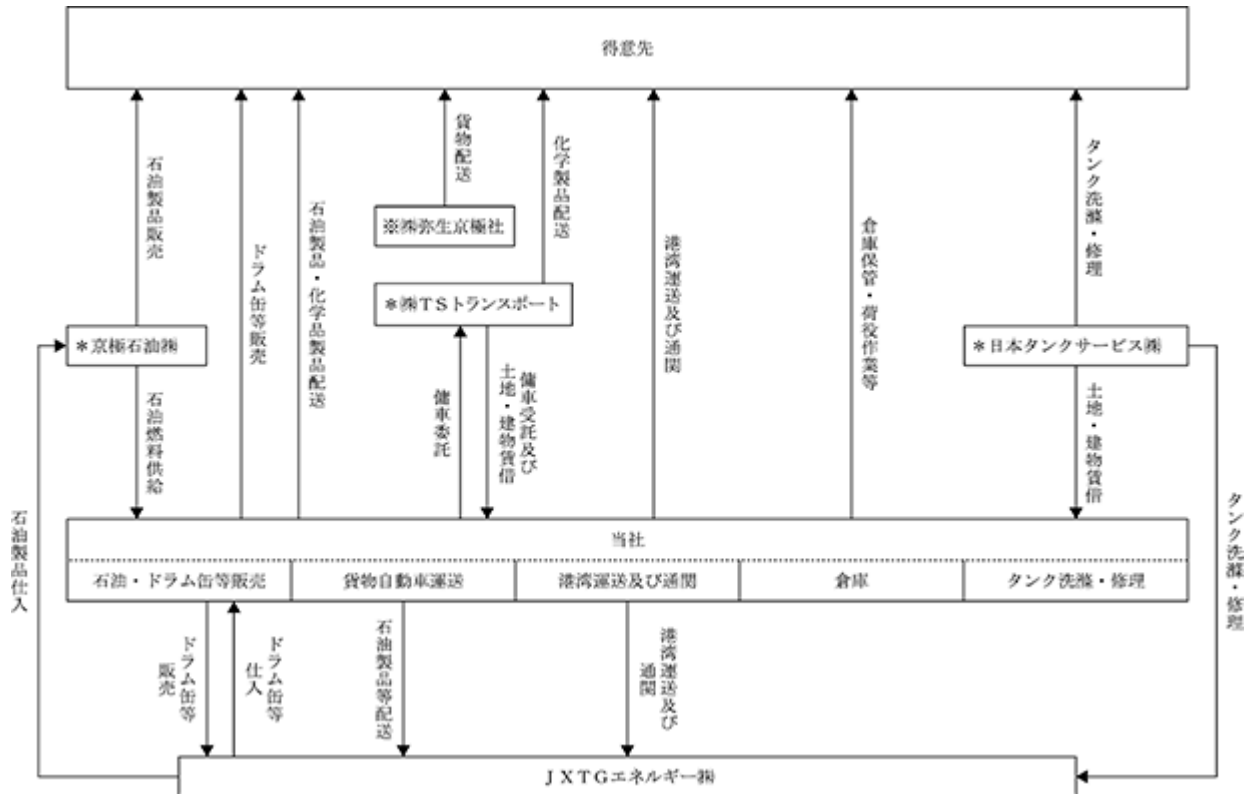 得意先
石油製品販売
ドラム缶等販売
石油製品・化学品製品配送
貨物配送
化学製品配送
港湾運送及び通関
倉庫保管・荷役作業等
タンク洗滌・修理
※㈱弥生京極社
*㈱TSトランスポート
*京極石油㈱
*日本タンクサービス㈱
石油燃料供給
傭車委託
傭車受託及び
土地・建物賃借
土地・建物賃借
石油製品仕入
タンク洗滌・修理
当社
石油・ドラム缶等販売
貨物自動車運送
港湾運送及び通関
倉庫
タンク洗滌・修理
ドラム缶等
販売
ドラム缶等
仕入
石油製品等配送
港湾運送及び
通関
JXTGエネルギー㈱